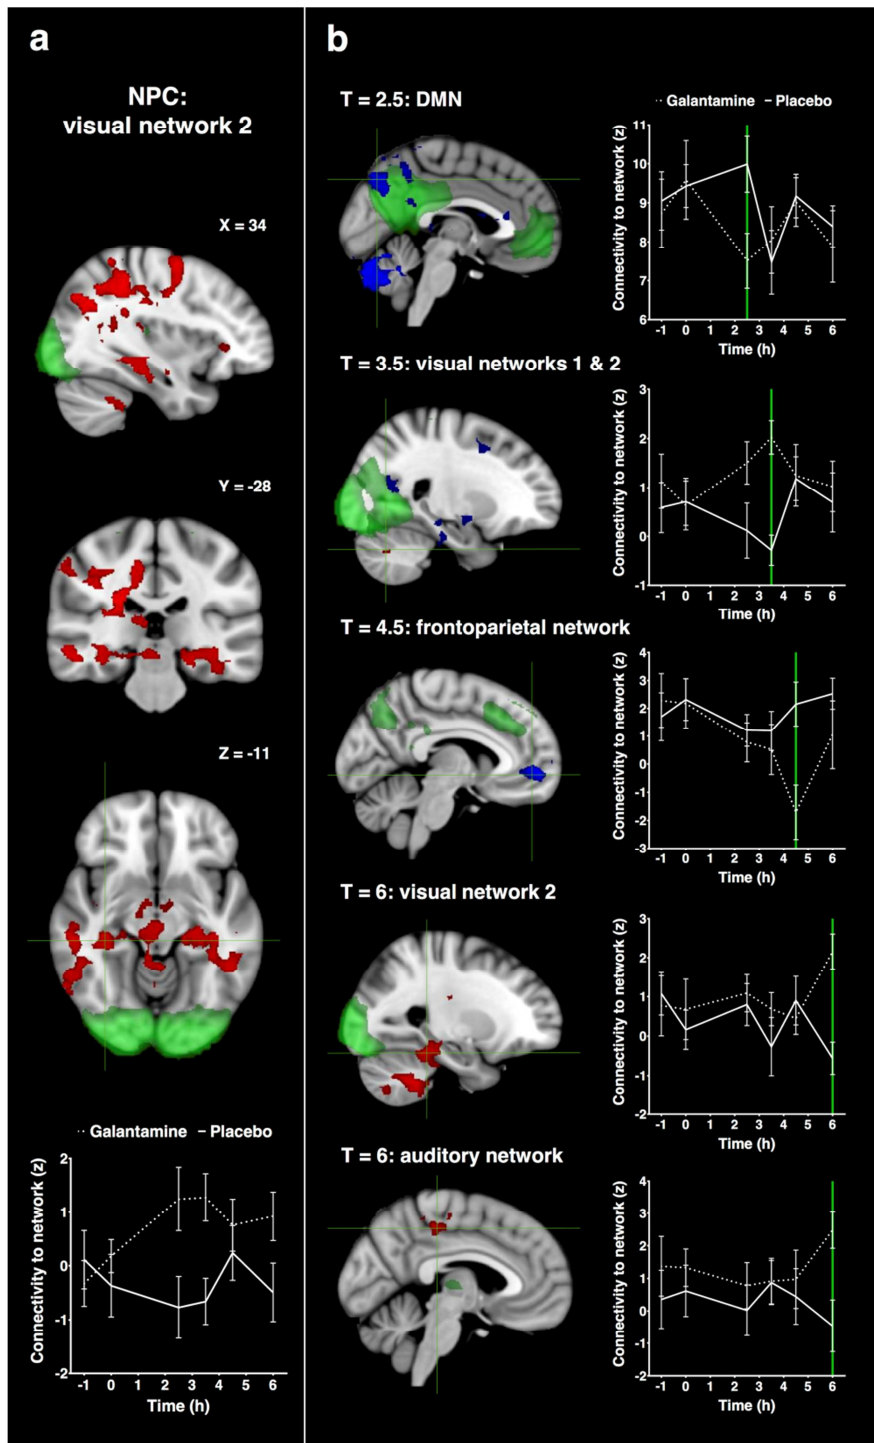 a
NPC:
visual network 2
X = 34
Y = -28
Z = -11
·· Galantamine – Placebo
Connectivity to network (z)
2
1
0
-1
-2
-1 0 1 2 3 4 5 6
Time (h)
b
T = 2.5: DMN
·· Galantamine – Placebo
Connectivity to network (z)
11
10
9
8
7
6
-1 0 1 2 3 4 5 6
Time (h)
T = 3.5: visual networks 1 & 2
Connectivity to network (z)
3
2
1
0
-1
-1 0 1 2 3 4 5 6
Time (h)
T = 4.5: frontoparietal network
Connectivity to network (z)
4
3
2
1
0
-1
-2
-3
-1 0 1 2 3 4 5 6
Time (h)
T = 6: visual network 2
Connectivity to network (z)
3
2
1
0
-1
-2
-1 0 1 2 3 4 5 6
Time (h)
T = 6: auditory network
Connectivity to network (z)
4
3
2
1
0
-1
-2
-1 0 1 2 3 4 5 6
Time (h)